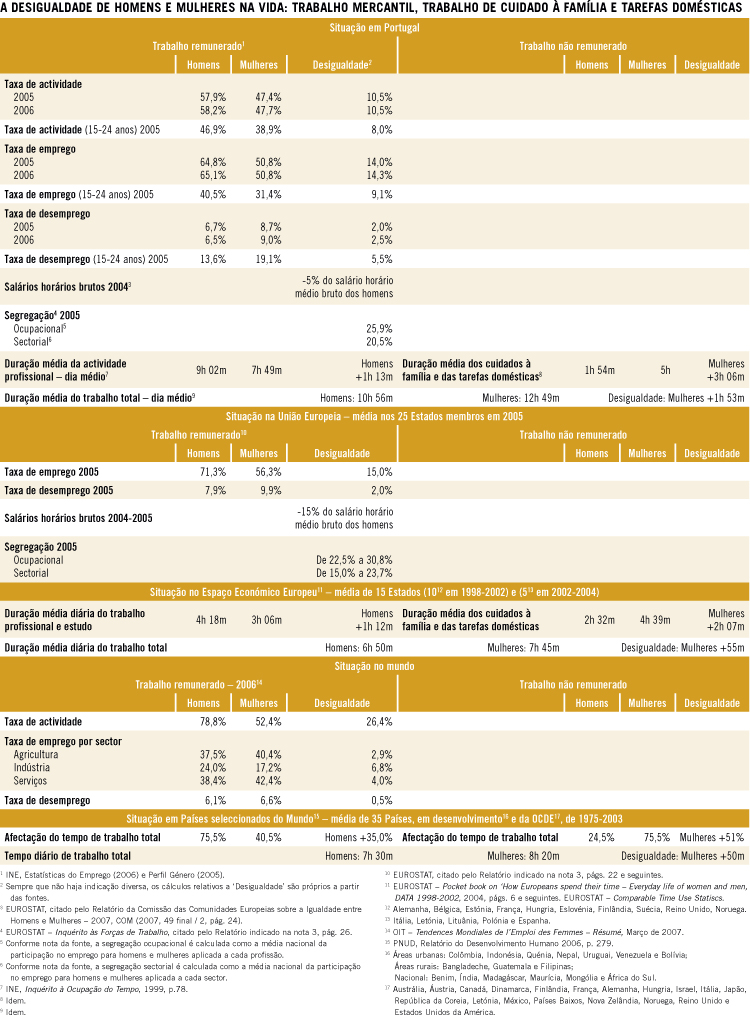 A DESIGUALDADE DE HOMENS E MULHERES NA VIDA: TRABALHO MERCANTIL, TRABALHO DE CUIDADO À FAMÍLIA E TAREFAS DOMÉSTICAS
Situação em Portugal
Trabalho remunerado¹ Trabalho não remunerado
Homens Mulheres Desigualdade² Homens Mulheres Desigualdade
Taxa de actividade
2005 57,9% 47,4% 10,5%
2006 58,2% 47,7% 10,5%
Taxa de actividade (15-24 anos) 2005 46,9% 38,9% 8,0%
Taxa de emprego
2005 64,8% 50,8% 14,0%
2006 65,1% 50,8% 14,3%
Taxa de emprego (15-24 anos) 2005 40,5% 31,4% 9,1%
Taxa de desemprego
2005 6,7% 8,7% 2,0%
2006 6,5% 9,0% 2,5%
Taxa de desemprego (15-24 anos) 2005 13,6% 19,1% 5,5%
Salários horários brutos 2004³ -5% do salário horário
médio bruto dos homens
Segregação⁴ 2005
Ocupacional⁵ 25,9%
Sectorial⁶ 20,5%
Duração média da actividade
profissional – dia médio⁷ 9h 02m 7h 49m Homens
+1h 13m
Duração média dos cuidados à
família e das tarefas domésticas⁸ 1h 54m 5h Mulheres
+3h 06m
Duração média do trabalho total – dia médio⁹ Homens: 10h 56m Mulheres: 12h 49m Desigualdade: Mulheres +1h 53m
Situação na União Europeia – média nos 25 Estados membros em 2005
Trabalho remunerado¹⁰ Trabalho não remunerado
Homens Mulheres Desigualdade Homens Mulheres Desigualdade
Taxa de emprego 2005 71,3% 56,3% 15,0%
Taxa de desemprego 2005 7,9% 9,9% 2,0%
Salários horários brutos 2004-2005 -15% do salário horário
médio bruto dos homens
Segregação 2005
Ocupacional De 22,5% a 30,8%
Sectorial De 15,0% a 23,7%
Situação no Espaço Económico Europeu¹¹ – média de 15 Estados (10¹² em 1998-2002) e (5¹³ em 2002-2004)
Duração média diária do trabalho
profissional e estudo 4h 18m 3h 06m Homens
+1h 12m
Duração média dos cuidados à
família e das tarefas domésticas 2h 32m 4h 39m Mulheres
+2h 07m
Duração média diária do trabalho total Homens: 6h 50m Mulheres: 7h 45m Desigualdade: Mulheres +55m
Situação no mundo
Trabalho remunerado – 2006¹⁴ Trabalho não remunerado
Homens Mulheres Desigualdade Homens Mulheres Desigualdade
Taxa de actividade 78,8% 52,4% 26,4%
Taxa de emprego por sector
Agricultura 37,5% 40,4% 2,9%
Indústria 24,0% 17,2% 6,8%
Serviços 38,4% 42,4% 4,0%
Taxa de desemprego 6,1% 6,6% 0,5%
Situação em Países seleccionados do Mundo¹⁵ – média de 35 Países, em desenvolvimento¹⁶ e da OCDE¹⁷, de 1975-2003
Afectação do tempo de trabalho total 75,5% 40,5% Homens +35,0% Afectação do tempo de trabalho total 24,5% 75,5% Mulheres +51%
Tempo diário de trabalho total Homens: 7h 30m Mulheres: 8h 20m Desigualdade: Mulheres +50m
¹ INE, Estatísticas do Emprego (2006) e Perfil Género (2005).
² Sempre que não haja indicação diversa, os cálculos relativos a ‘Desigualdade’ são próprios a partir
das fontes.
³ EUROSTAT, citado pelo Relatório da Comissão das Comunidades Europeias sobre a Igualdade entre
Homens e Mulheres – 2007, COM (2007, 49 final / 2, pág. 24).
⁴ EUROSTAT – Inquérito às Forças de Trabalho, citado pelo Relatório indicado na nota 3, pág. 26.
⁵ Conforme nota da fonte, a segregação ocupacional é calculada como a média nacional da
participação no emprego para homens e mulheres aplicada a cada profissão.
⁶ Conforme nota da fonte, a segregação sectorial é calculada como a média nacional da participação
no emprego para homens e mulheres aplicada a cada sector.
⁷ INE, Inquérito à Ocupação do Tempo, 1999, p.78.
⁸ Idem.
⁹ Idem.
¹⁰ EUROSTAT, citado pelo Relatório indicado na nota 3, págs. 22 e seguintes.
¹¹ EUROSTAT – Pocket book on ‘How Europeans spend their time – Everyday life of women and men,
DATA 1998-2002, 2004, págs. 6 e seguintes. EUROSTAT – Comparable Time Use Statiscs.
¹² Alemanha, Bélgica, Estónia, França, Hungria, Eslovénia, Finlândia, Suécia, Reino Unido, Noruega.
¹³ Itália, Letónia, Lituânia, Polónia e Espanha.
¹⁴ OIT – Tendences Mondiales de l’Emploi des Femmes – Résumé, Março de 2007.
¹⁵ PNUD, Relatório do Desenvolvimento Humano 2006, p. 279.
¹⁶ Áreas urbanas: Colômbia, Indonésia, Quénia, Nepal, Uruguai, Venezuela e Bolívia;
Áreas rurais: Bangladeche, Guatemala e Filipinas;
Nacional: Benim, Índia, Madagáscar, Maurícia, Mongólia e África do Sul.
¹⁷ Austrália, Áustria, Canadá, Dinamarca, Finlândia, França, Alemanha, Hungria, Israel, Itália, Japão,
República da Coreia, Letónia, México, Países Baixos, Nova Zelândia, Noruega, Reino Unido e
Estados Unidos da América.